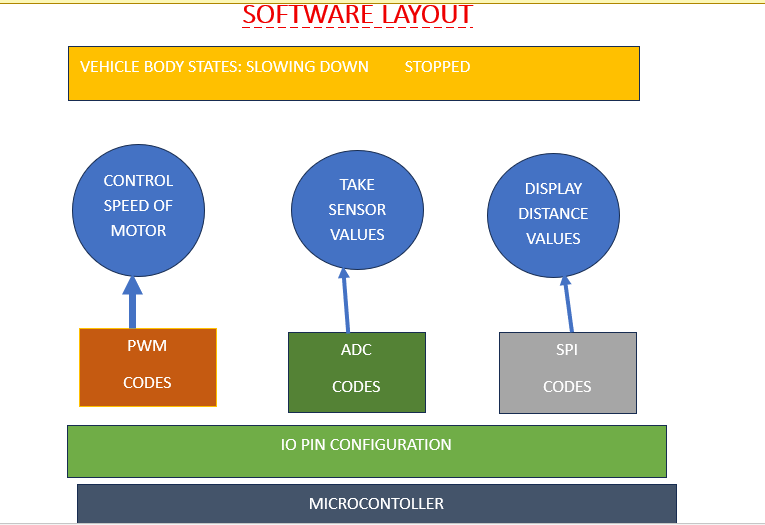 SOFTWARE LAYOUT
VEHICLE BODY STATES: SLOWING DOWN STOPPED
CONTROL
SPEED OF
MOTOR
TAKE
SENSOR
VALUES
DISPLAY
DISTANCE
VALUES
PWM
CODES
ADC
CODES
SPI
CODES
IO PIN CONFIGURATION
MICROCONTOLLER